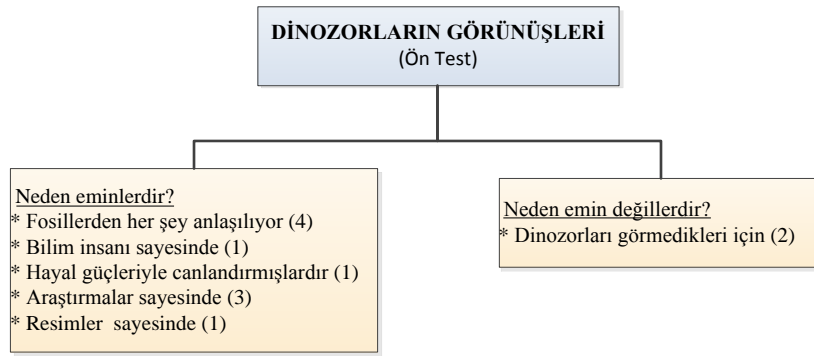 DİNOZORLARIN GÖRÜNÜŞLERİ
(Ön Test)
Neden eminlerdir?
* Fosillerden her şey anlaşılıyor (4)
* Bilim insanı sayesinde (1)
* Hayal güçleriyle canlandırmışlardır (1)
* Araştırmalar sayesinde (3)
* Resimler sayesinde (1)
Neden emin değillerdir?
* Dinozorları görmedikleri için (2)